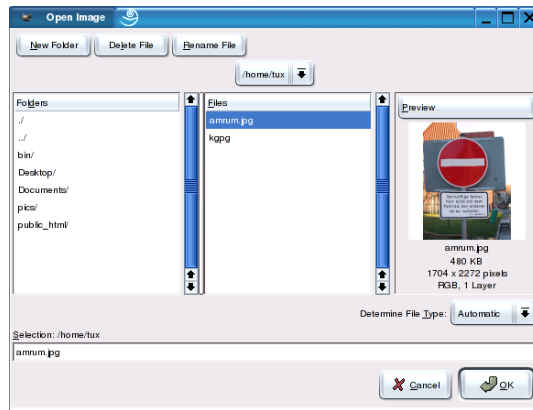 Open Image
New Folder
Delete File
Rename File
/home/tux
Folders
Files
Preview
./
../
bin/
Desktop/
Documents/
pics/
public_html/
amrum.jpg
kgpg
amrum.jpg
480 KB
1704 x 2272 pixels
RGB, 1 Layer
Determine File Type:
Automatic
Selection: /home/tux
amrum.jpg
Cancel
OK